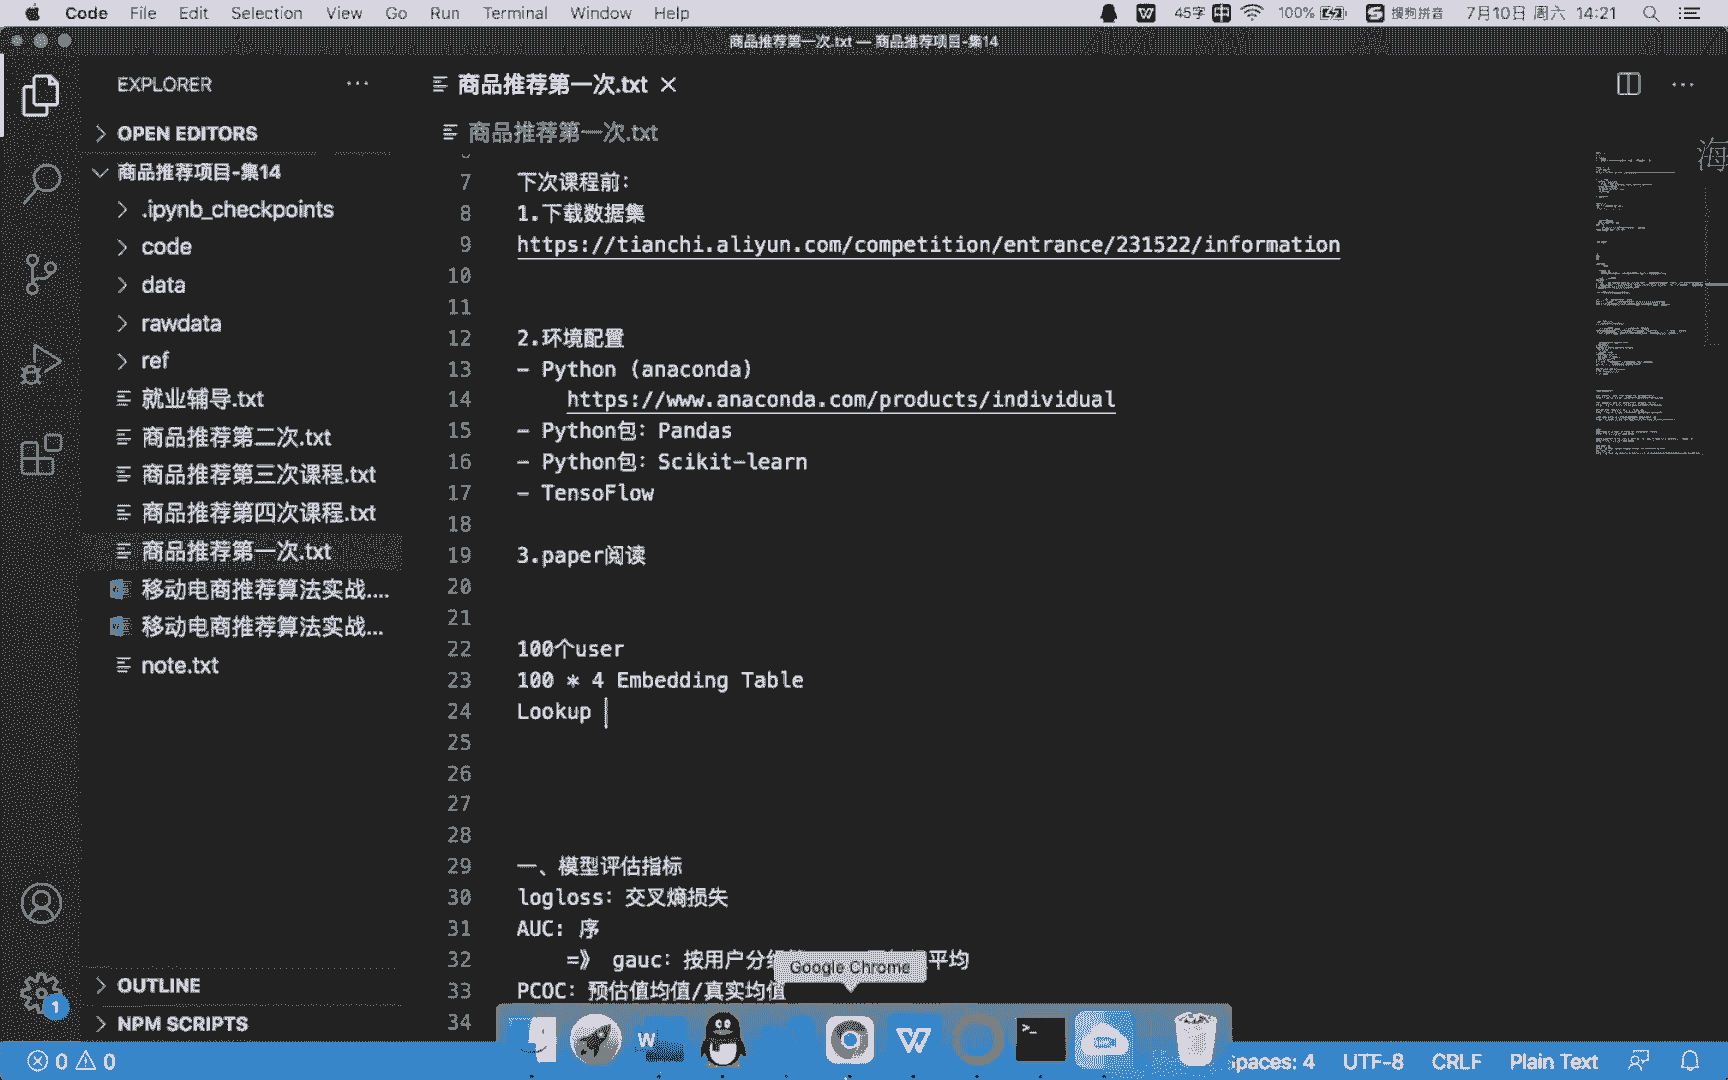 Code File Edit Selection View Go Run Terminal Window Help 45字 中 100% 搜狗拼音 7月10日 周六 14:21
商品推荐第一次.txt — 商品推荐项目-集14
EXPLORER
OPEN EDITORS
商品推荐项目-集14
.ipynb_checkpoints
code
data
rawdata
ref
就业辅导.txt
商品推荐第二次.txt
商品推荐第三次课程.txt
商品推荐第四次课程.txt
商品推荐第一次.txt
移动电商推荐算法实战....
移动电商推荐算法实战...
note.txt
OUTLINE
NPM SCRIPTS
商品推荐第一次.txt
商品推荐第一次.txt
海
7 下次课程前：
8 1.下载数据集
9 https://tianchi.aliyun.com/competition/entrance/231522/information
10
11
12 2.环境配置
13 - Python (anaconda)
14 https://www.anaconda.com/products/individual
15 - Python包：Pandas
16 - Python包：Scikit-learn
17 - TensoFlow
18
19 3.paper阅读
20
21
22 100个user
23 100 * 4 Embedding Table
24 Lookup
25
26
27
28
29 一、模型评估指标
30 logloss：交叉熵损失
31 AUC: 序
32 =》 gauc：按用户分 平均
33 PCOC：预估值均值/真实均值
34
Google Chrome
1
0 0 Spaces: 4 UTF-8 CRLF Plain Text